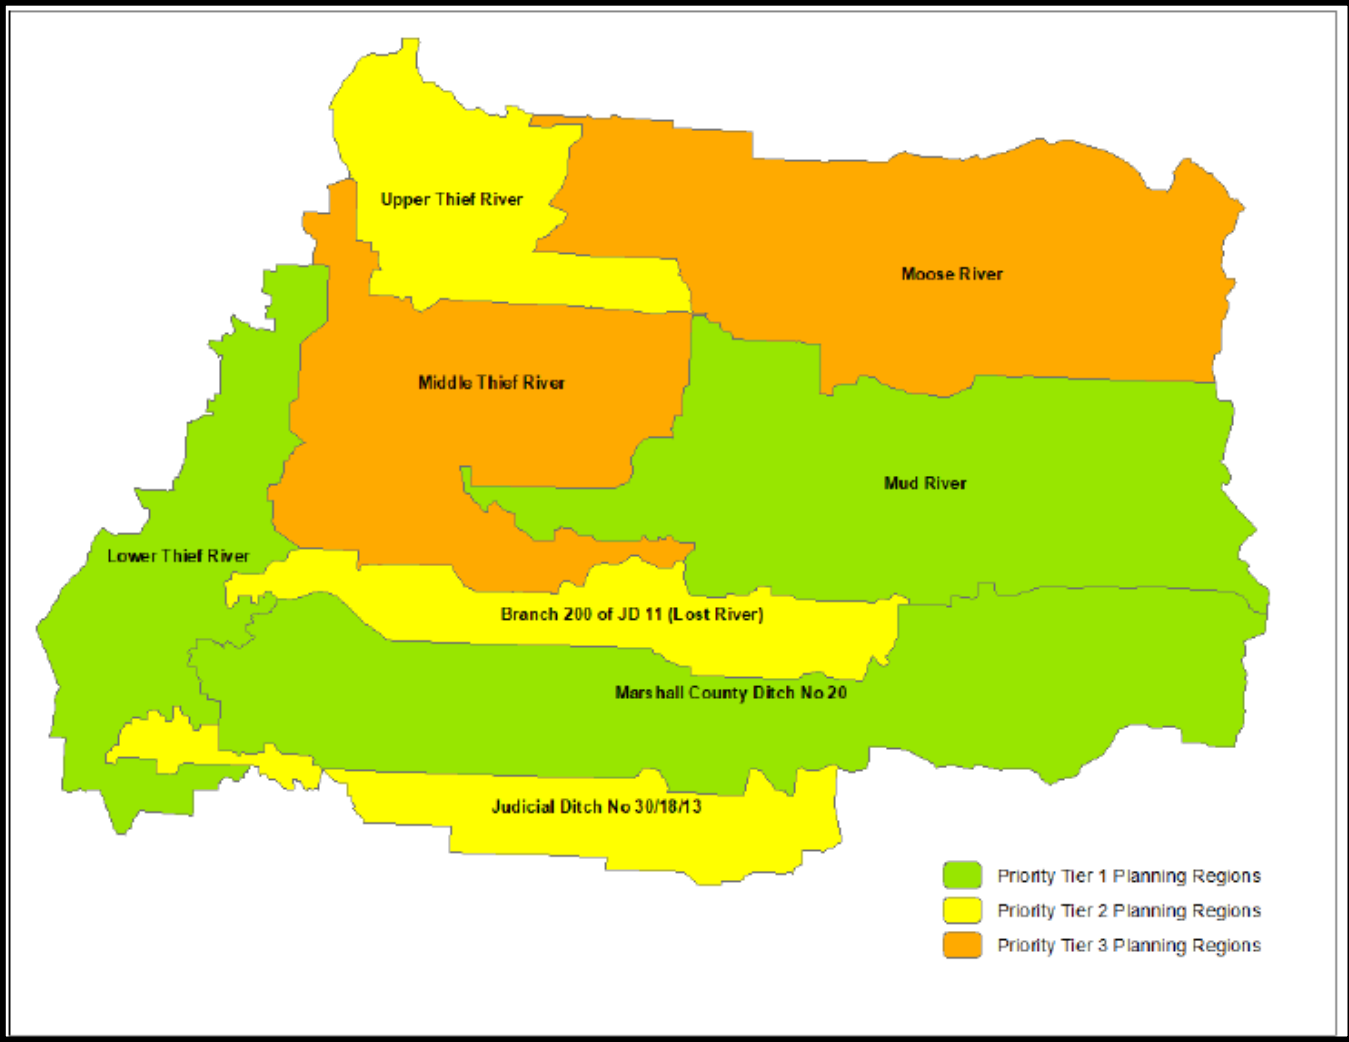 Upper Thief River
Moose River
Middle Thief River
Mud River
Lower Thief River
Branch 200 of JD 11 (Lost River)
Marshall County Ditch No 20
Judicial Ditch No 30/18/13
Priority Tier 1 Planning Regions
Priority Tier 2 Planning Regions
Priority Tier 3 Planning Regions